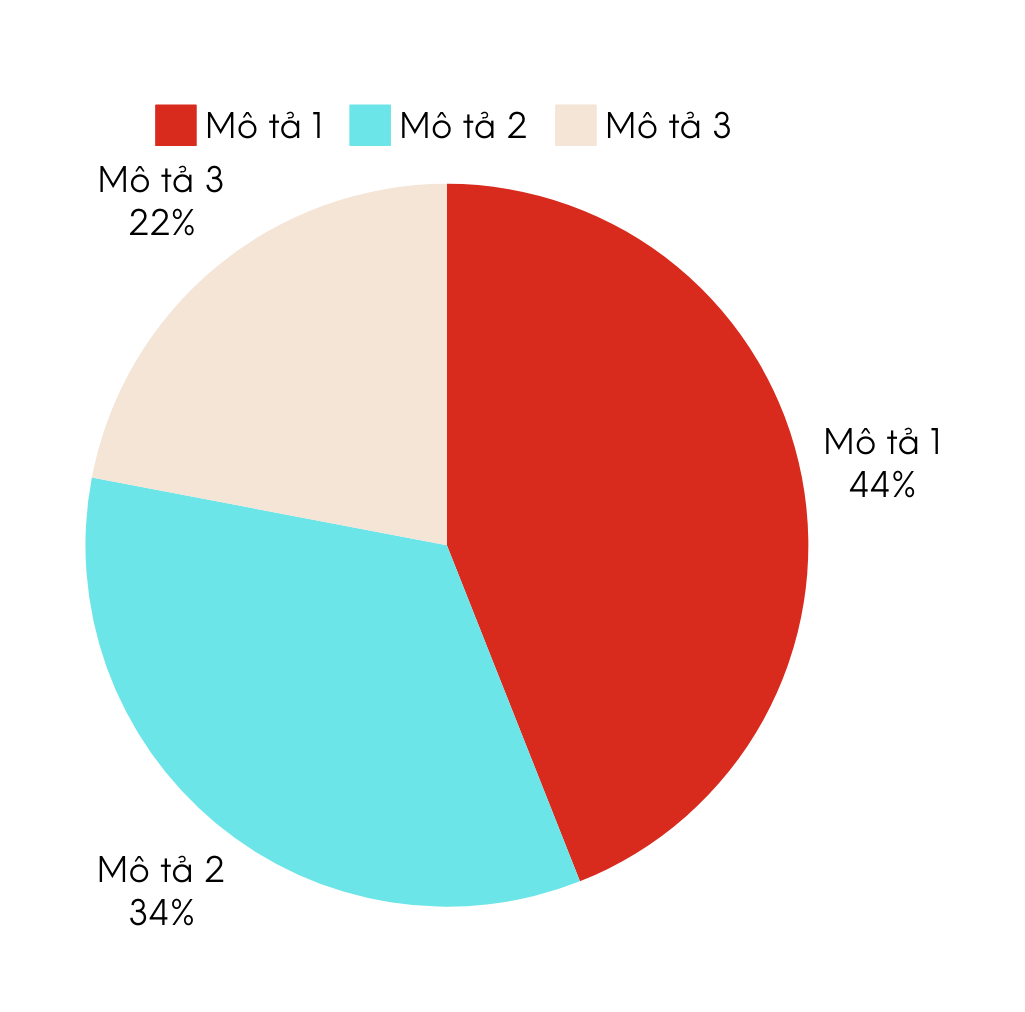 Mô tả 1 Mô tả 2 Mô tả 3
Mô tả 3
22%
Mô tả 1
44%
Mô tả 2
34%